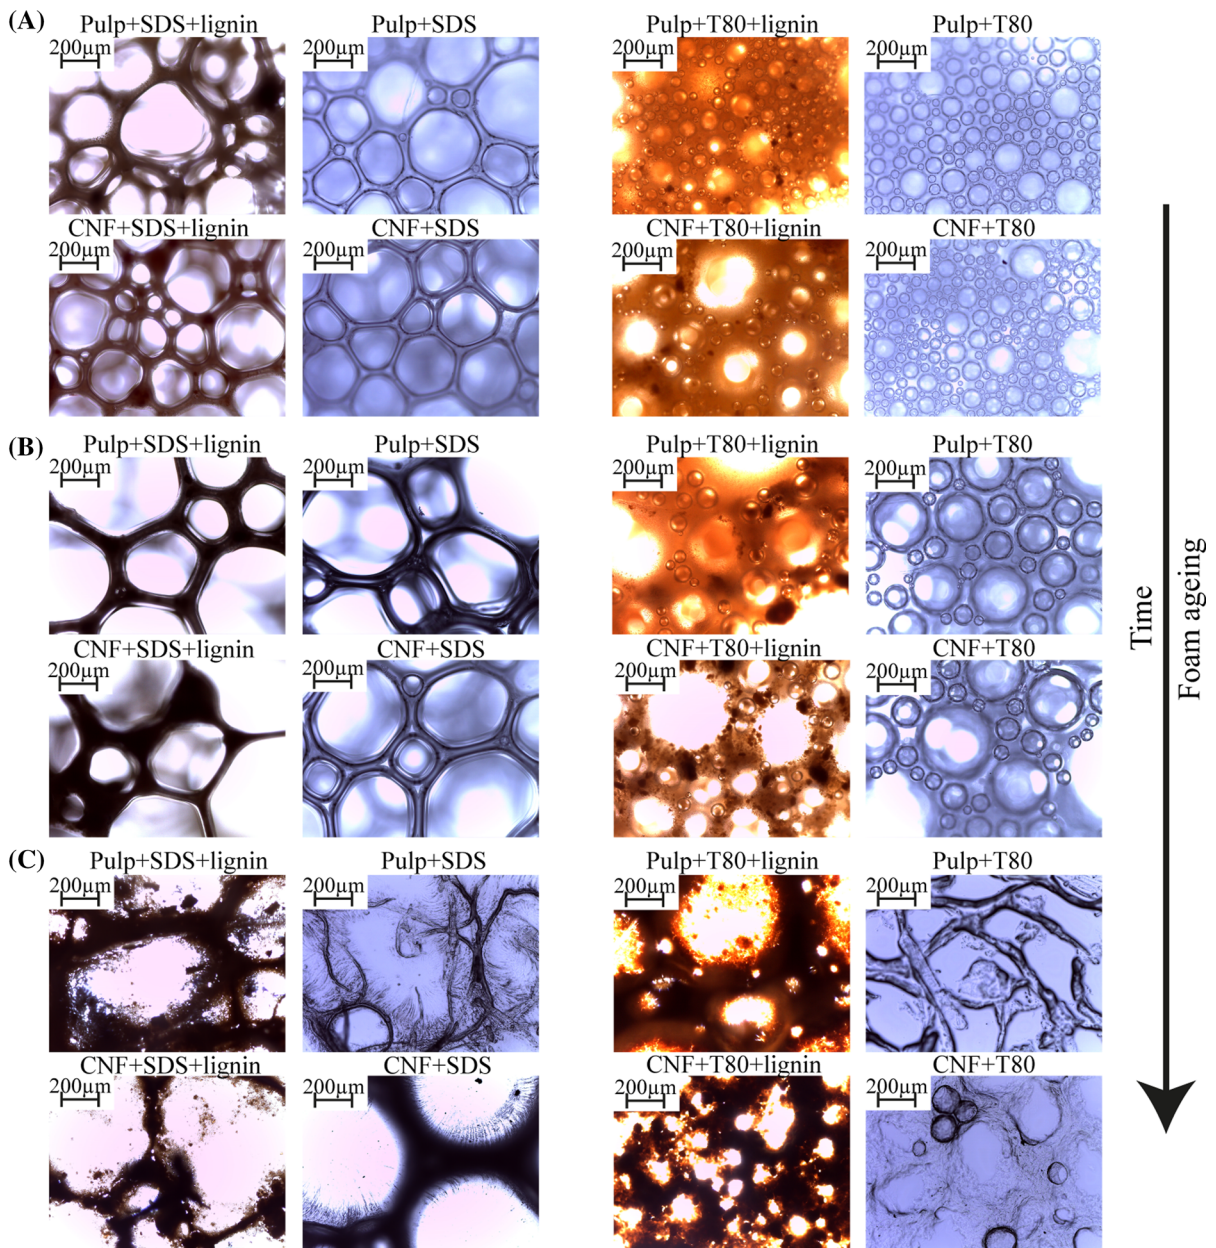 (A)
Pulp+SDS+lignin
Pulp+SDS
Pulp+T80+lignin
Pulp+T80
200µm
200µm
200µm
200µm
CNF+SDS+lignin
CNF+SDS
CNF+T80+lignin
CNF+T80
200µm
200µm
200µm
200µm
(B)
Pulp+SDS+lignin
Pulp+SDS
Pulp+T80+lignin
Pulp+T80
200µm
200µm
200µm
200µm
CNF+SDS+lignin
CNF+SDS
CNF+T80+lignin
CNF+T80
200µm
200µm
200µm
200µm
(C)
Pulp+SDS+lignin
Pulp+SDS
Pulp+T80+lignin
Pulp+T80
200µm
200µm
200µm
200µm
CNF+SDS+lignin
CNF+SDS
CNF+T80+lignin
CNF+T80
200µm
200µm
200µm
200µm
Time
Foam ageing